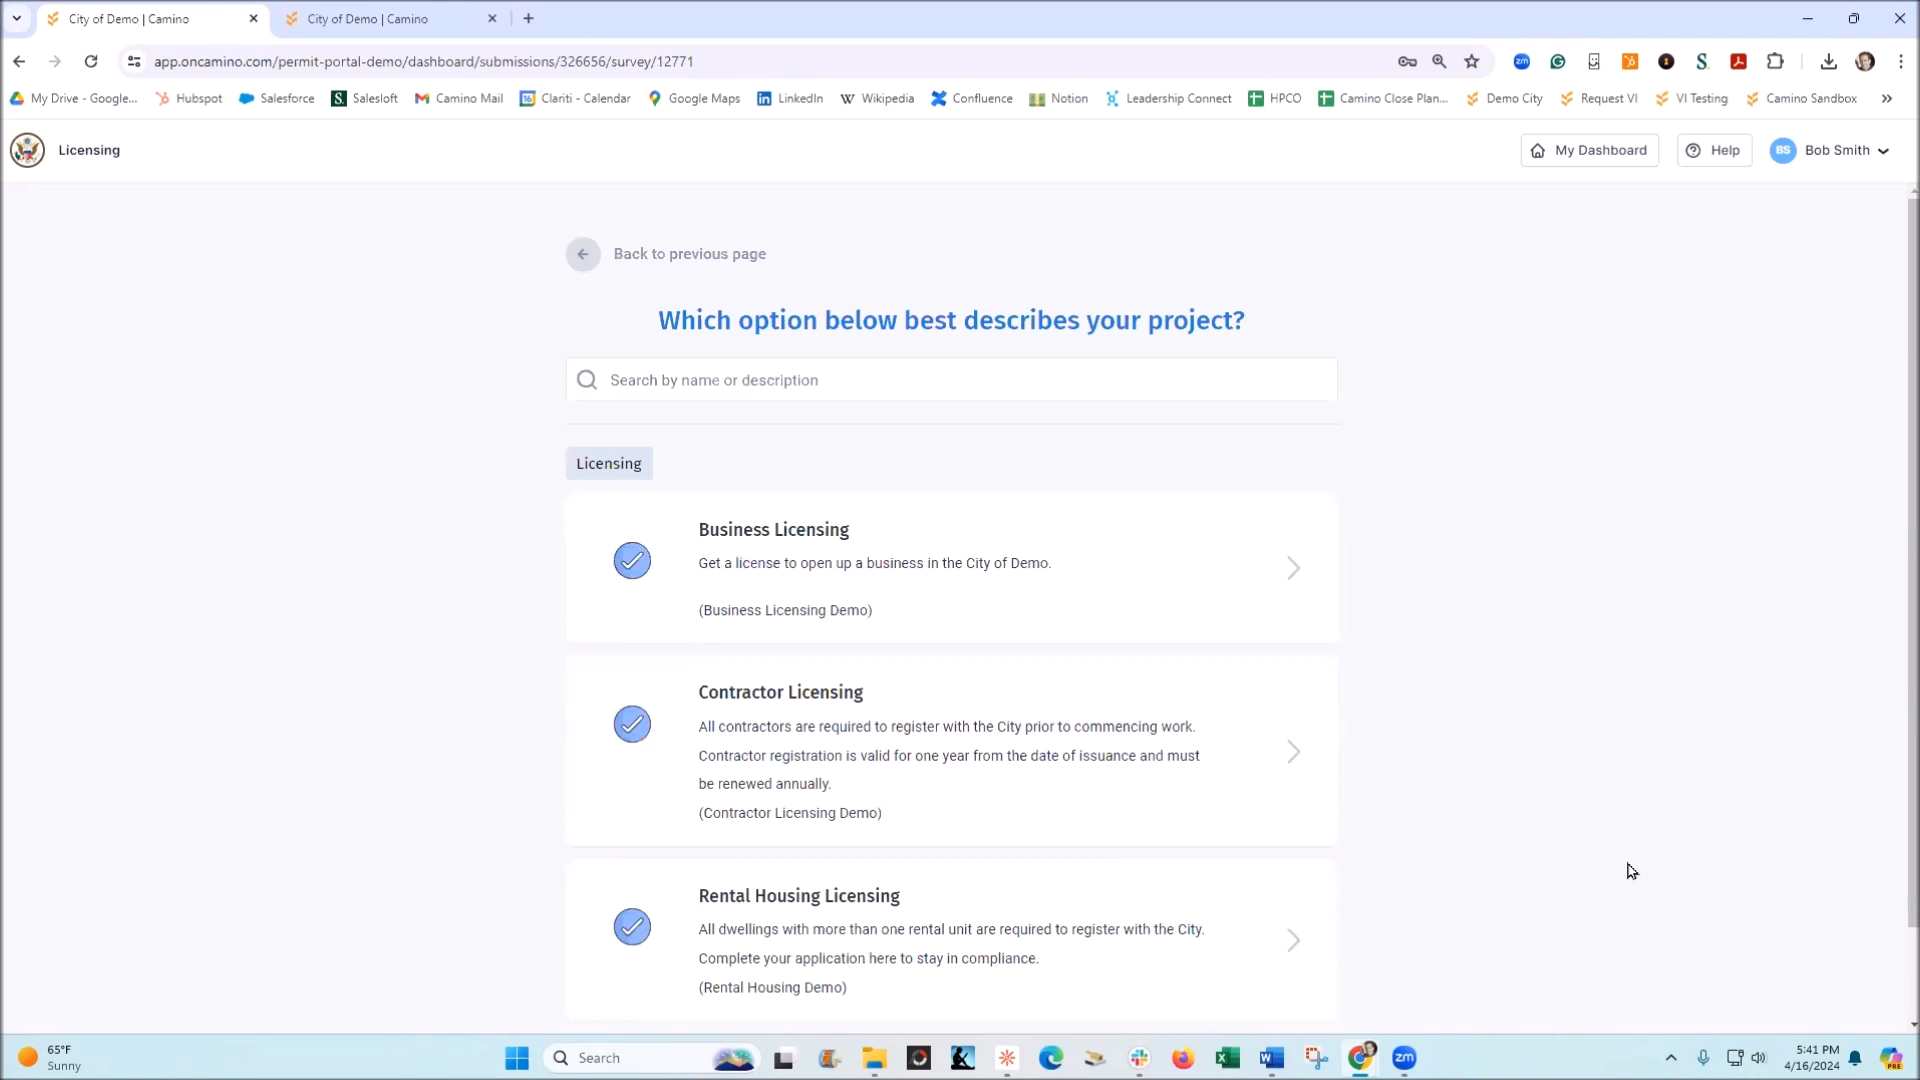 City of Demo | Camino
City of Demo | Camino
app.oncamino.com/permit-portal-demo/dashboard/submissions/326656/survey/12771
My Drive - Google...
Hubspot
Salesforce
Salesloft
Camino Mail
Clariti - Calendar
Google Maps
LinkedIn
Wikipedia
Confluence
Notion
Leadership Connect
HPCO
Camino Close Plan...
Demo City
Request VI
VI Testing
Camino Sandbox
Licensing
My Dashboard
Help
BS
Bob Smith
Back to previous page
Which option below best describes your project?
Search by name or description
Licensing
Business Licensing
Get a license to open up a business in the City of Demo.
(Business Licensing Demo)
Contractor Licensing
All contractors are required to register with the City prior to commencing work.
Contractor registration is valid for one year from the date of issuance and must
be renewed annually.
(Contractor Licensing Demo)
Rental Housing Licensing
All dwellings with more than one rental unit are required to register with the City.
Complete your application here to stay in compliance.
(Rental Housing Demo)
65°F
Sunny
Search
zm
5:41 PM
4/16/2024